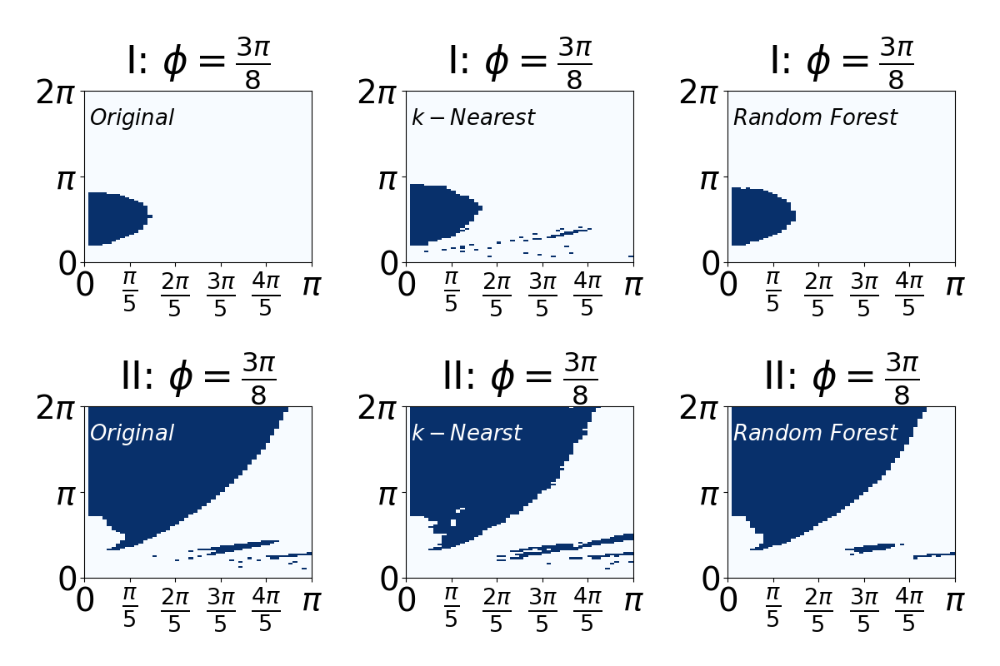 I: ϕ = 3π/8
I: ϕ = 3π/8
I: ϕ = 3π/8
2π
Original
π
0
0 π/5 2π/5 3π/5 4π/5 π
2π
k − Nearest
π
0
0 π/5 2π/5 3π/5 4π/5 π
2π
Random Forest
π
0
0 π/5 2π/5 3π/5 4π/5 π
II: ϕ = 3π/8
II: ϕ = 3π/8
II: ϕ = 3π/8
2π
Original
π
0
0 π/5 2π/5 3π/5 4π/5 π
2π
k − Nearst
π
0
0 π/5 2π/5 3π/5 4π/5 π
2π
Random Forest
π
0
0 π/5 2π/5 3π/5 4π/5 π